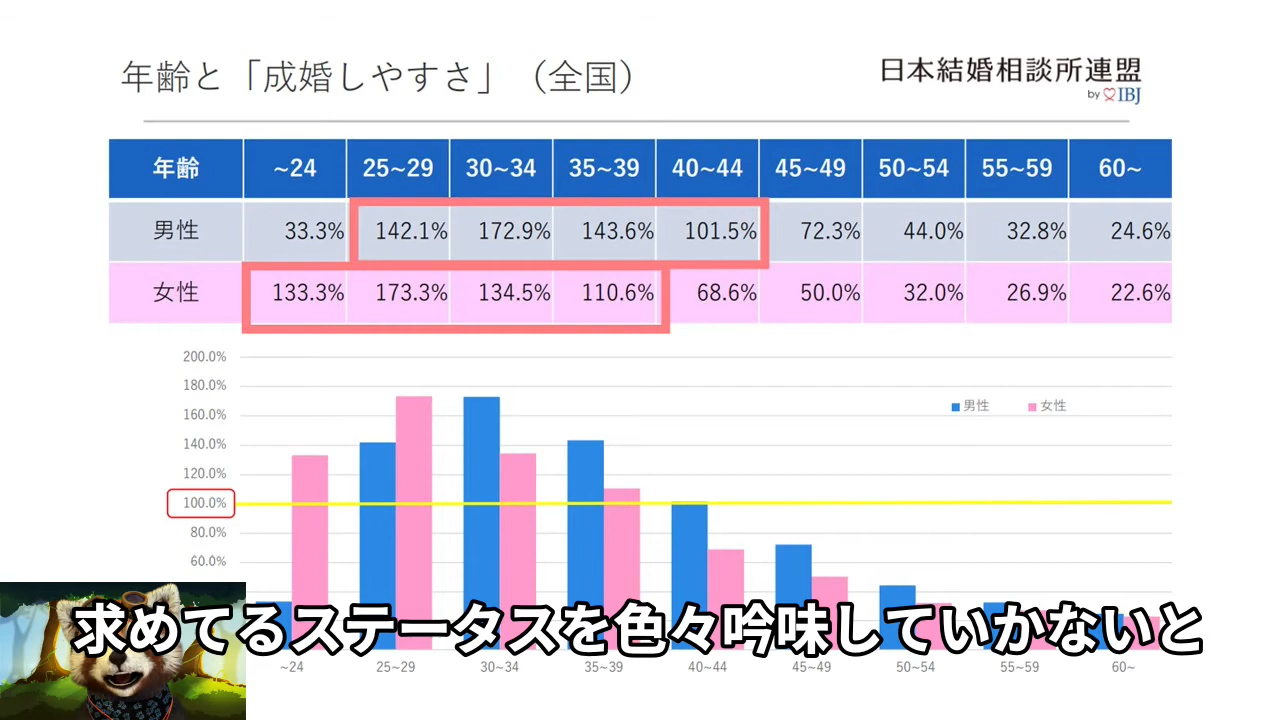 年齢と「成婚しやすさ」（全国）
日本結婚相談所連盟
by IBJ
年齢 ~24 25~29 30~34 35~39 40~44 45~49 50~54 55~59 60~
男性 33.3% 142.1% 172.9% 143.6% 101.5% 72.3% 44.0% 32.8% 24.6%
女性 133.3% 173.3% 134.5% 110.6% 68.6% 50.0% 32.0% 26.9% 22.6%
200.0%
180.0%
160.0%
140.0%
120.0%
100.0%
80.0%
60.0%
男性 女性
求めてるステータスを色々吟味していかないと
~24 25~29 30~34 35~39 40~44 45~49 50~54 55~59 60~